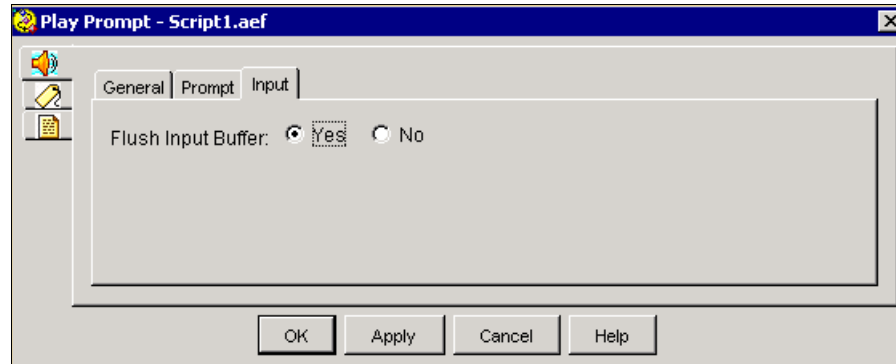 Play Prompt - Script1.aef
General Prompt Input
Flush Input Buffer: Yes No
OK Apply Cancel Help